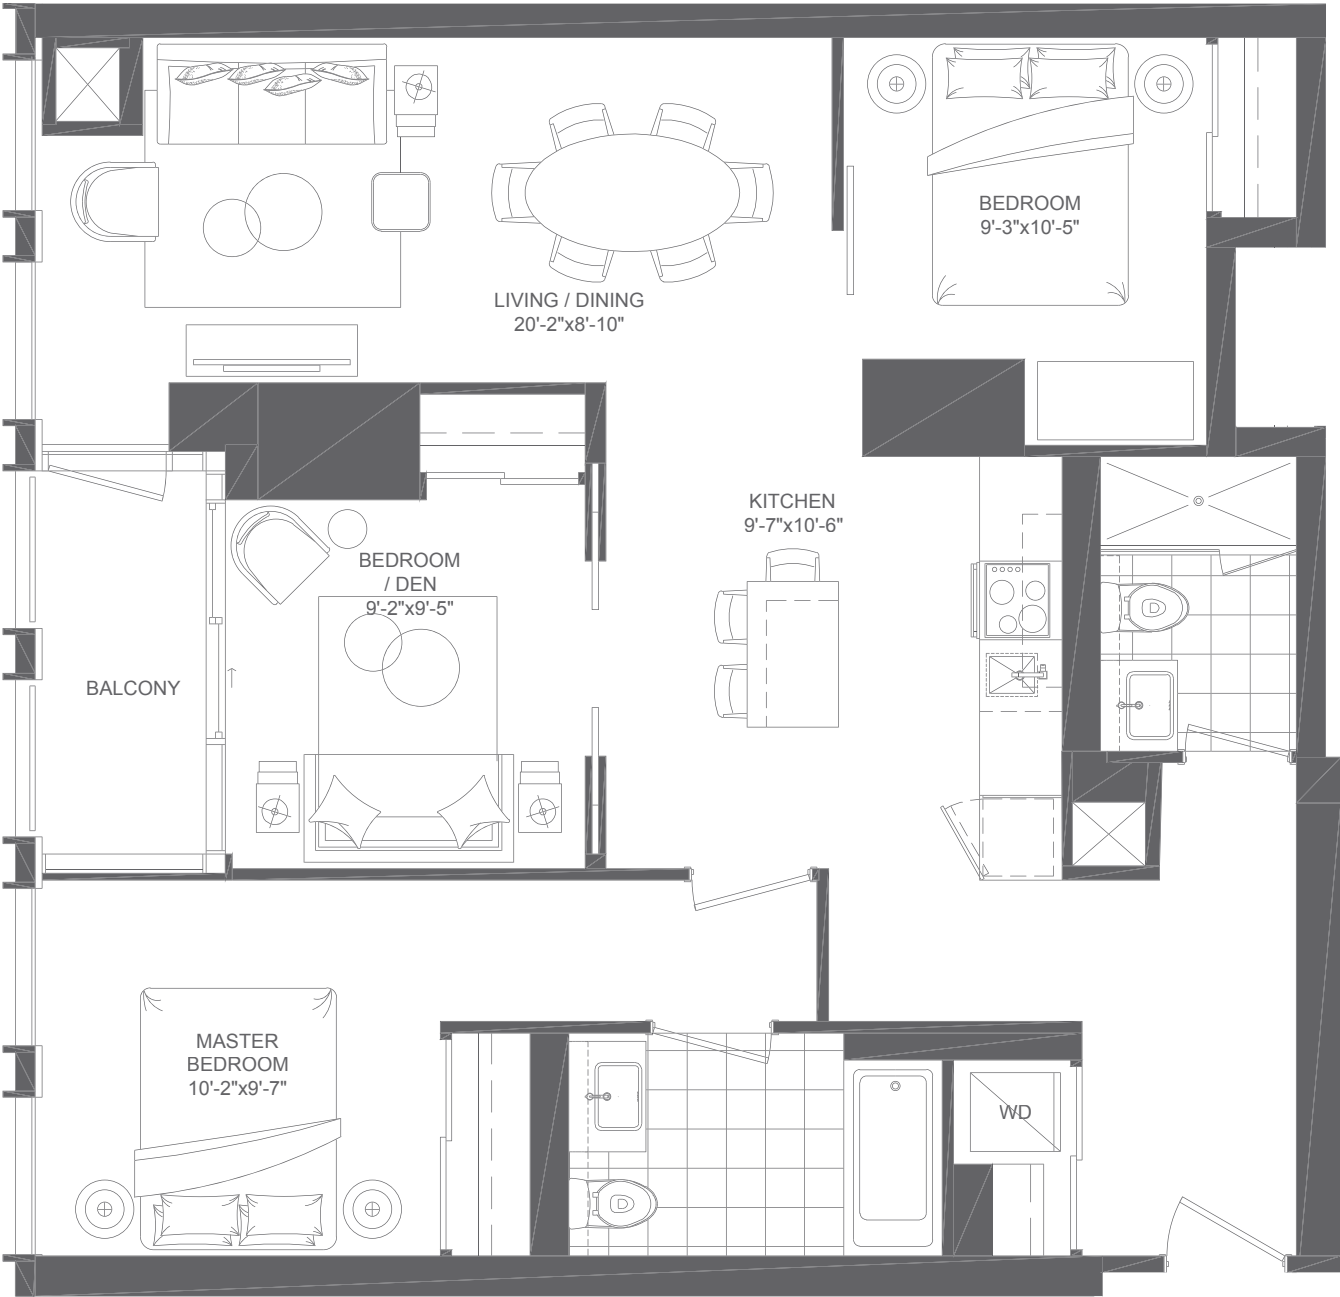 BEDROOM
9'-3"x10'-5"
LIVING / DINING
20'-2"x8'-10"
KITCHEN
9'-7"x10'-6"
BEDROOM
/ DEN
9'-2"x9'-5"
BALCONY
MASTER
BEDROOM
10'-2"x9'-7"
WD